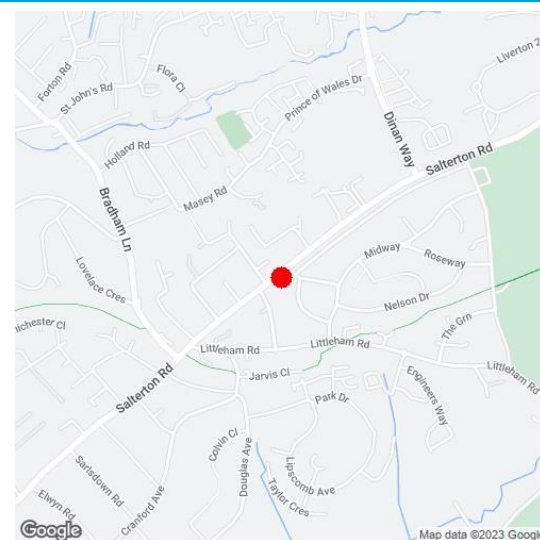 Liverton 2
Forton Rd
Flora Cl
St John's Rd
Prince of Wales Dr
Dinan Way
Holland Rd
Salterton Rd
Masey Rd
Bradham Ln
Midway
Roseway
Lovelace Cres
Nelson Dr
hichester Cl
The Grn
Littleham Rd
Littleham Rd
Littleham Rd
Jarvis Cl
Salterton Rd
Park Dr
Engineers Way
Colvin Cl
Douglas Ave
Sarlsdown Rd
Lipscomb Ave
Taylor Cres
Elwyn Rd
Cranford Ave
Google
Map data ©2023 Google